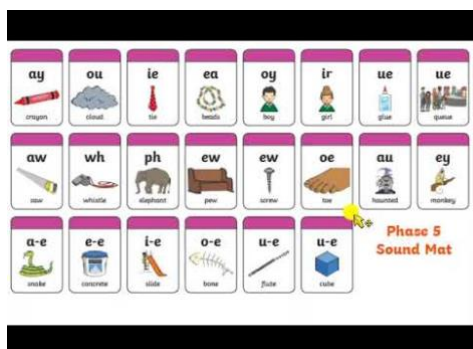 ay ou ie ea oy ir ue ue
crayon cloud tie beads boy girl glue queue
aw wh ph ew ew oe au ey
saw whistle elephant pew screw toe haunted monkey
Phase 5
Sound Mat
a-e e-e i-e o-e u-e u-e
snake concrete slide bone flute cube